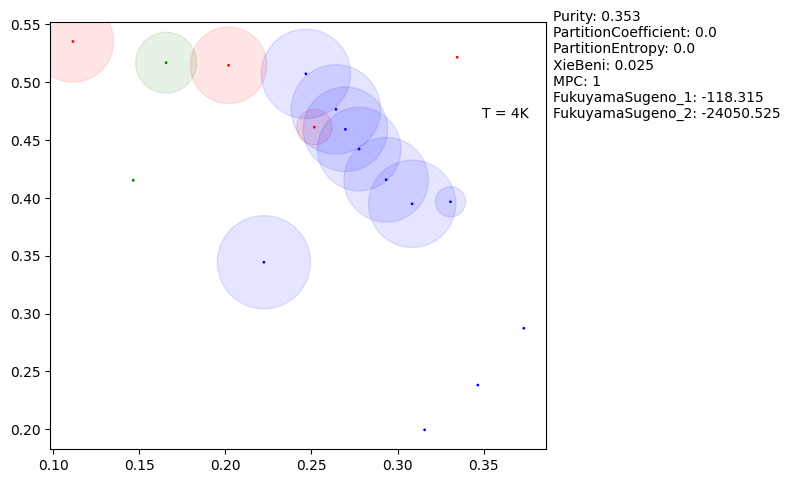 Purity: 0.353
PartitionCoefficient: 0.0
PartitionEntropy: 0.0
XieBeni: 0.025
MPC: 1
FukuyamaSugeno_1: -118.315
FukuyamaSugeno_2: -24050.525
T = 4K
0.55
0.50
0.45
0.40
0.35
0.30
0.25
0.20
0.10
0.15
0.20
0.25
0.30
0.35